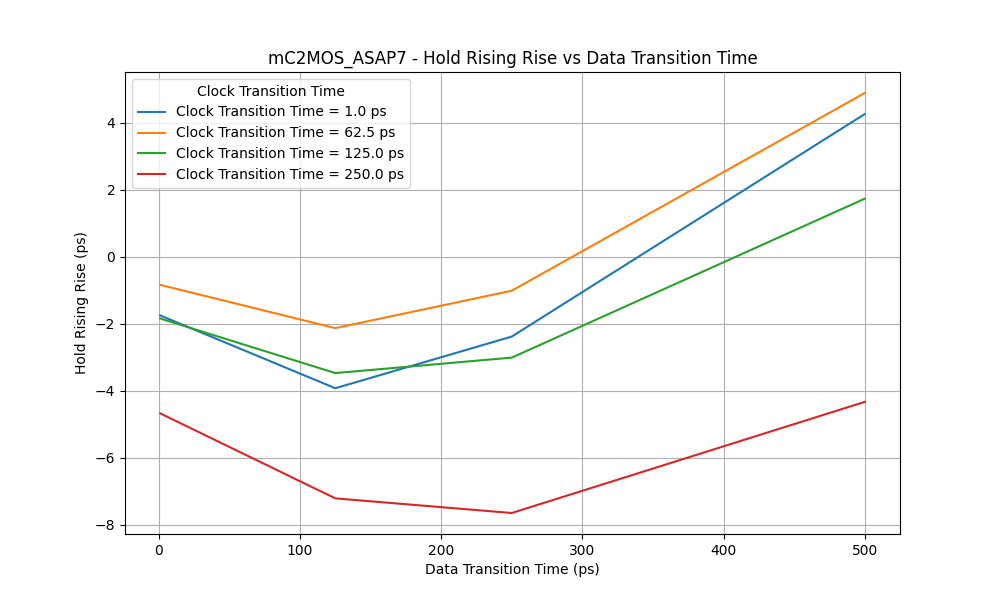 mC2MOS_ASAP7 - Hold Rising Rise vs Data Transition Time
Clock Transition Time
Clock Transition Time = 1.0 ps
Clock Transition Time = 62.5 ps
Clock Transition Time = 125.0 ps
Clock Transition Time = 250.0 ps
Hold Rising Rise (ps)
4
2
0
−2
−4
−6
−8
0 100 200 300 400 500
Data Transition Time (ps)